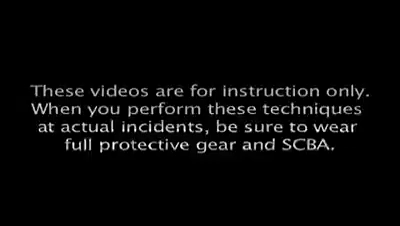 These videos are for instruction only.
When you perform these techniques
at actual incidents, be sure to wear
full protective gear and SCBA.